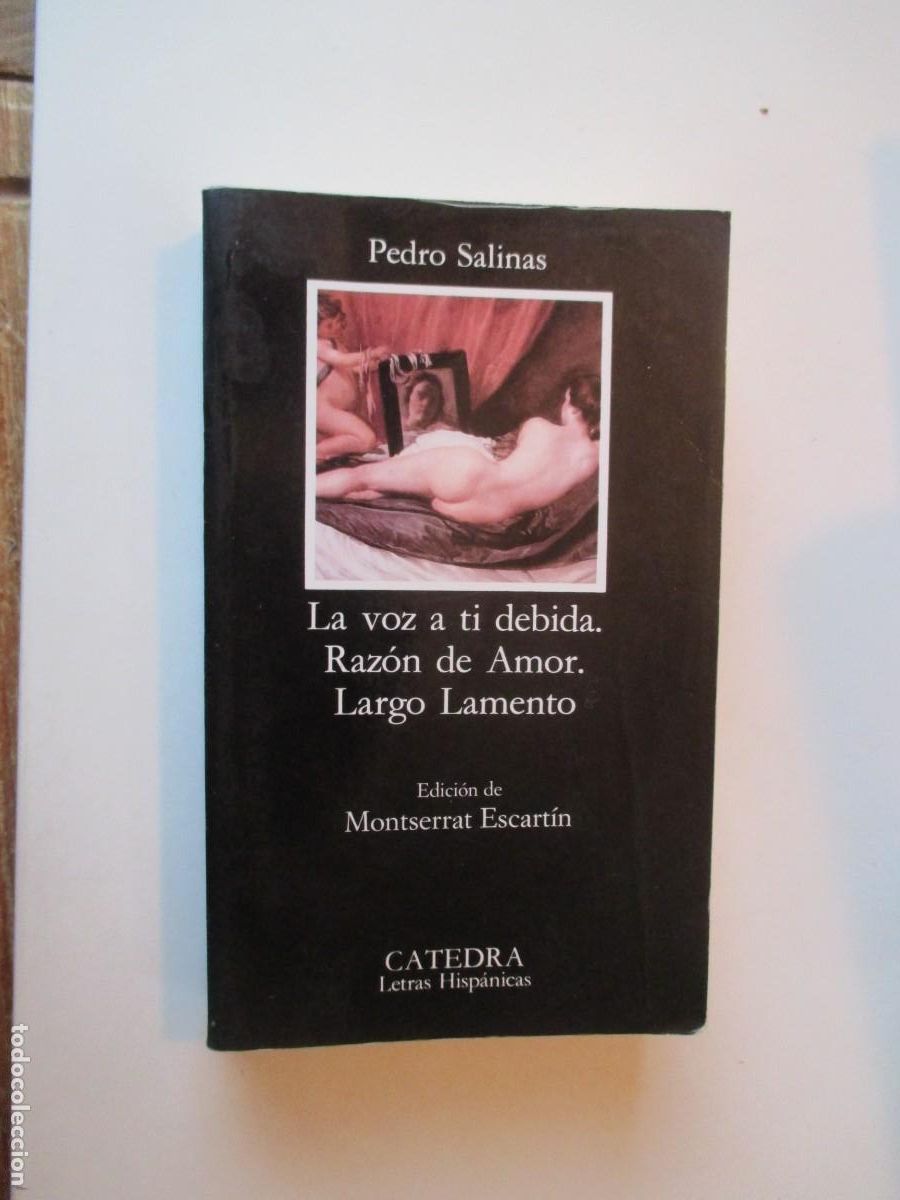 Pedro Salinas
La voz a ti debida.
Razón de Amor.
Largo Lamento
Edición de
Montserrat Escartín
CATEDRA
Letras Hispánicas
todocoleccion